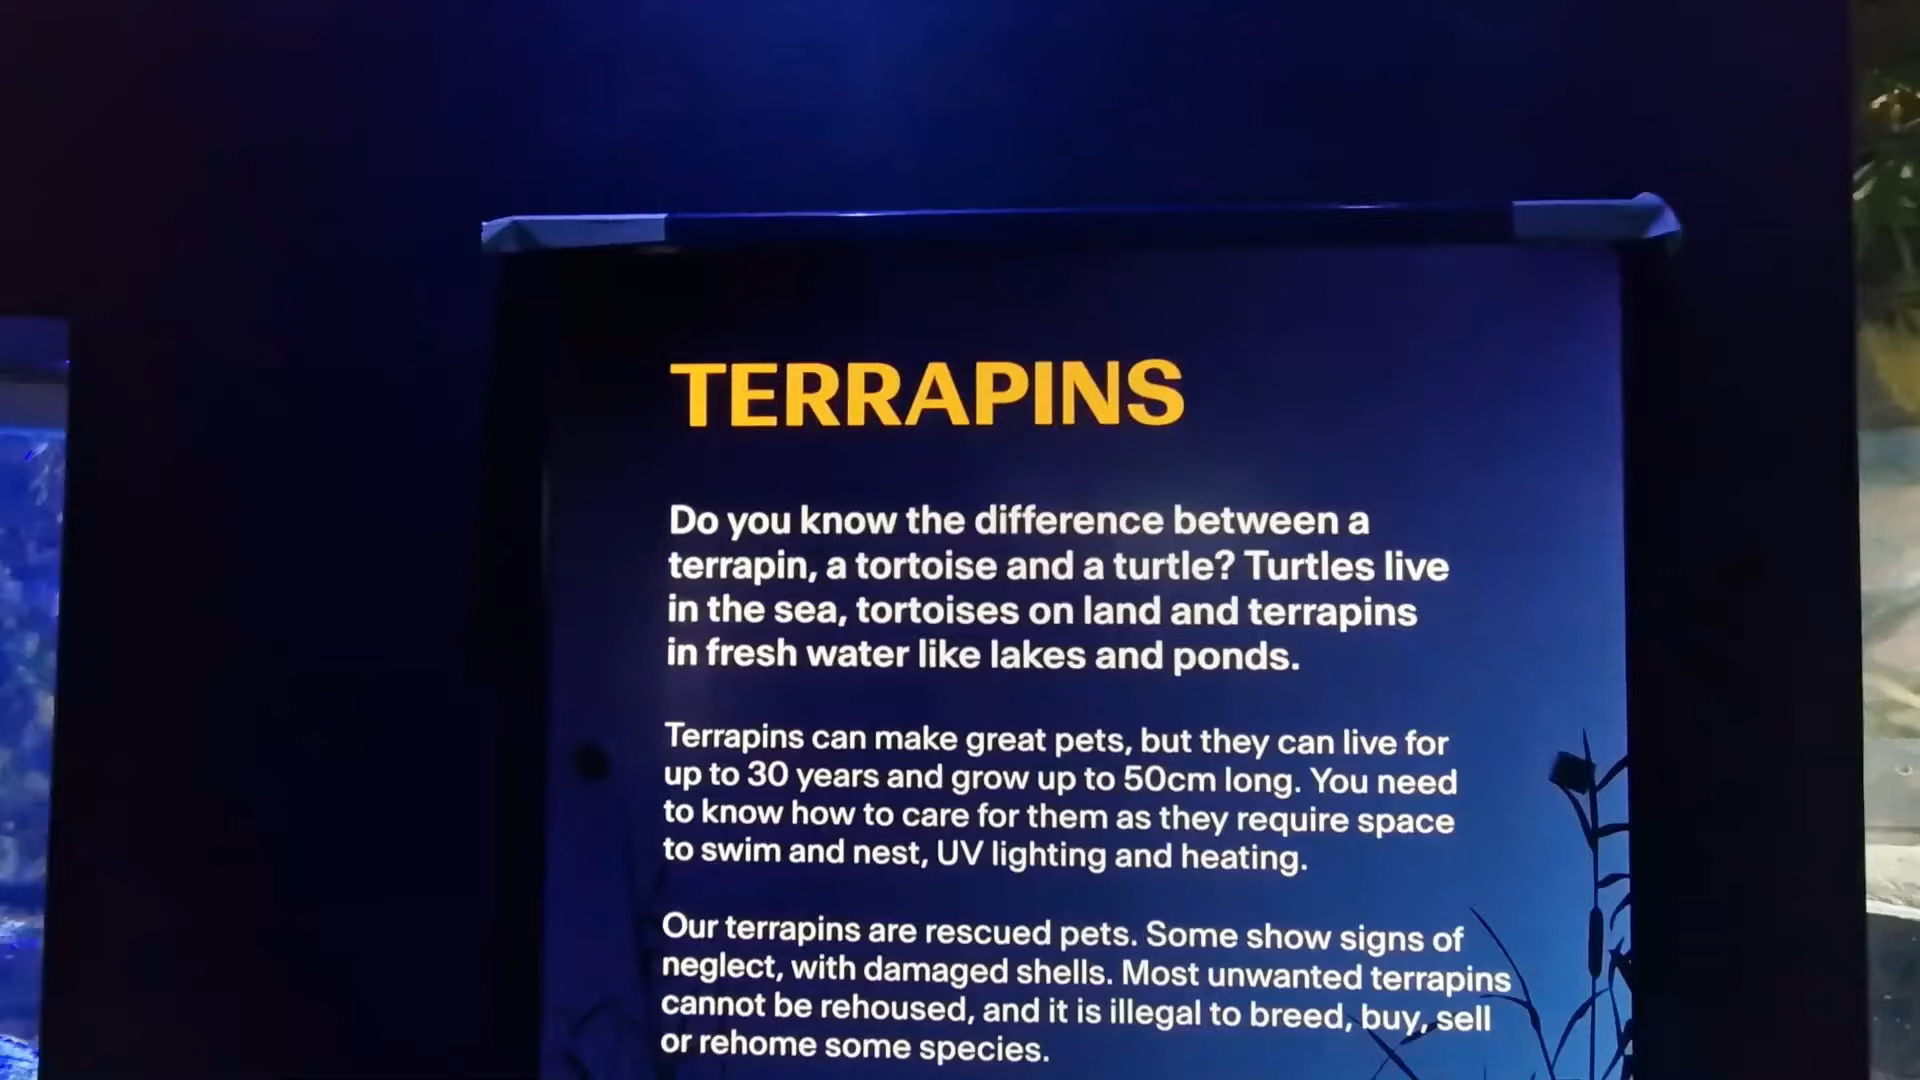 TERRAPINS
Do you know the difference between a
terrapin, a tortoise and a turtle? Turtles live
in the sea, tortoises on land and terrapins
in fresh water like lakes and ponds.
Terrapins can make great pets, but they can live for
up to 30 years and grow up to 50cm long. You need
to know how to care for them as they require space
to swim and nest, UV lighting and heating.
Our terrapins are rescued pets. Some show signs of
neglect, with damaged shells. Most unwanted terrapins
cannot be rehoused, and it is illegal to breed, buy, sell
or rehome some species.